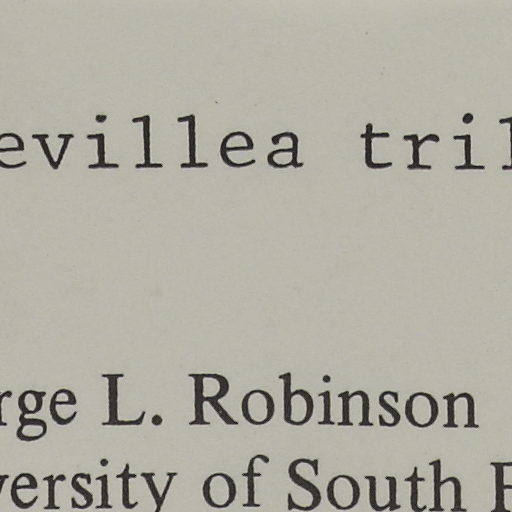 evillea tril
rge L. Robinson
versity of South F